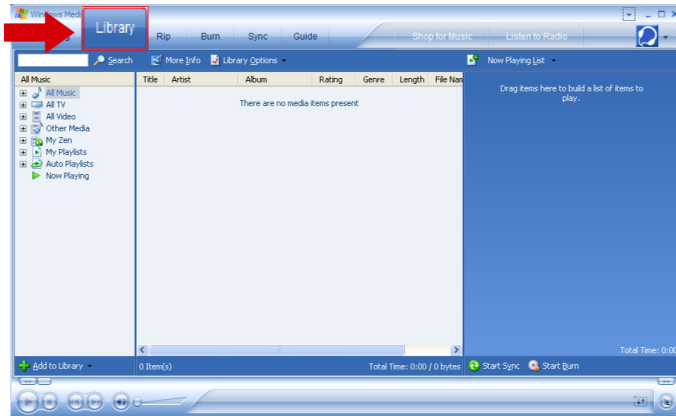 Windows Medi
Library
Rip Burn Sync Guide Shop for Music Listen to Radio
Search More Info Library Options Now Playing List
All Music Title Artist Album Rating Genre Length File Nan
All Music
All TV
All Video
Other Media
My Zen
My Playlists
Auto Playlists
Now Playing
There are no media items present
Drag items here to build a list of items to
play.
Total Time: 0:00
Add to Library 0 Item(s) Total Time: 0:00 / 0 bytes Start Sync Start Burn